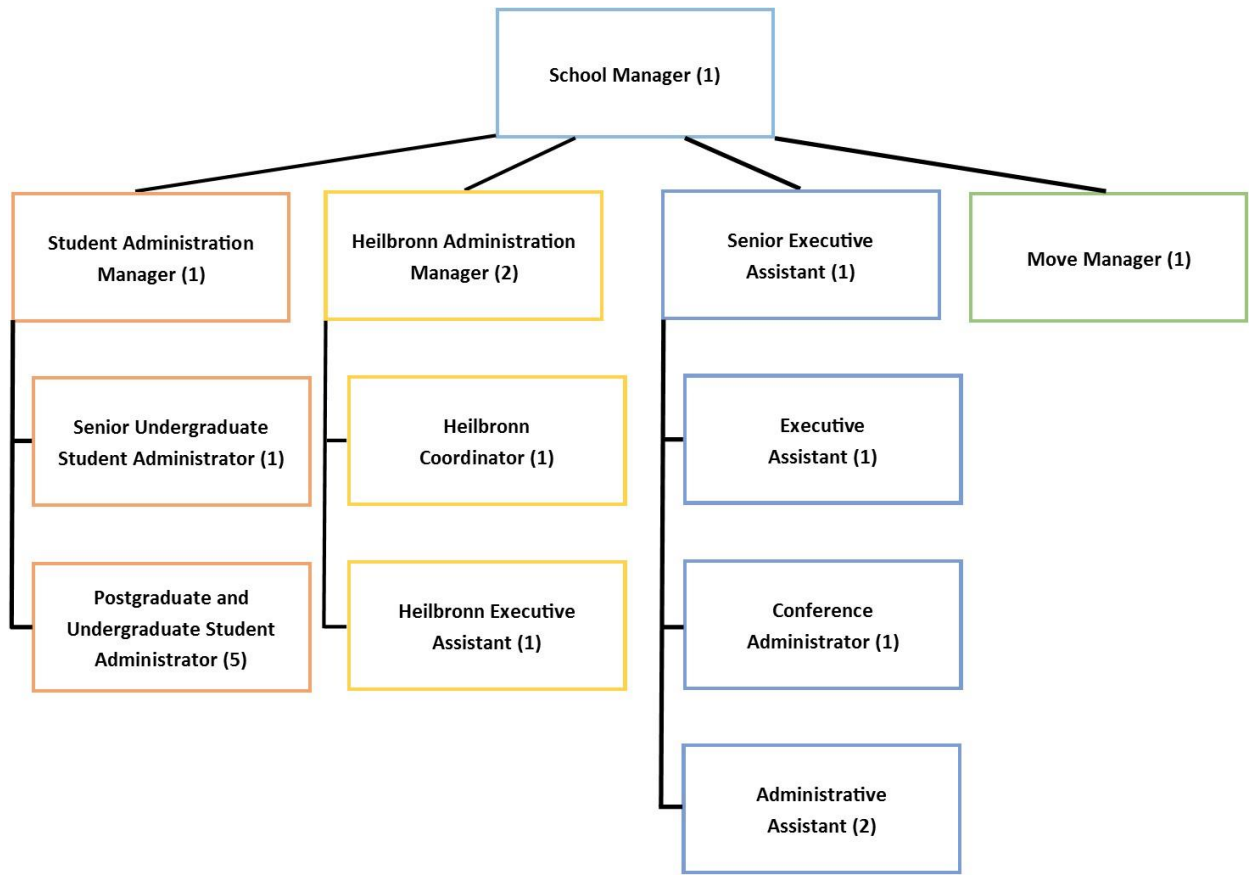 School Manager (1)
Student Administration
Manager (1)
Heilbronn Administration
Manager (2)
Senior Executive
Assistant (1)
Move Manager (1)
Senior Undergraduate
Student Administrator (1)
Heilbronn
Coordinator (1)
Executive
Assistant (1)
Postgraduate and
Undergraduate Student
Administrator (5)
Heilbronn Executive
Assistant (1)
Conference
Administrator (1)
Administrative
Assistant (2)